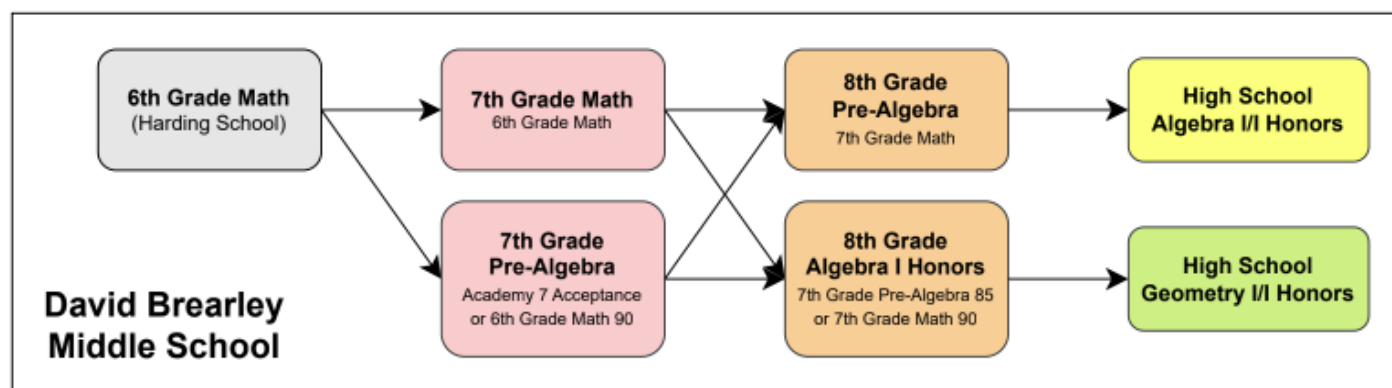 6th Grade Math
(Harding School)
7th Grade Math
6th Grade Math
8th Grade
Pre-Algebra
7th Grade Math
High School
Algebra I/I Honors
7th Grade
Pre-Algebra
Academy 7 Acceptance
or 6th Grade Math 90
8th Grade
Algebra I Honors
7th Grade Pre-Algebra 85
or 7th Grade Math 90
High School
Geometry I/I Honors
David Brearley
Middle School